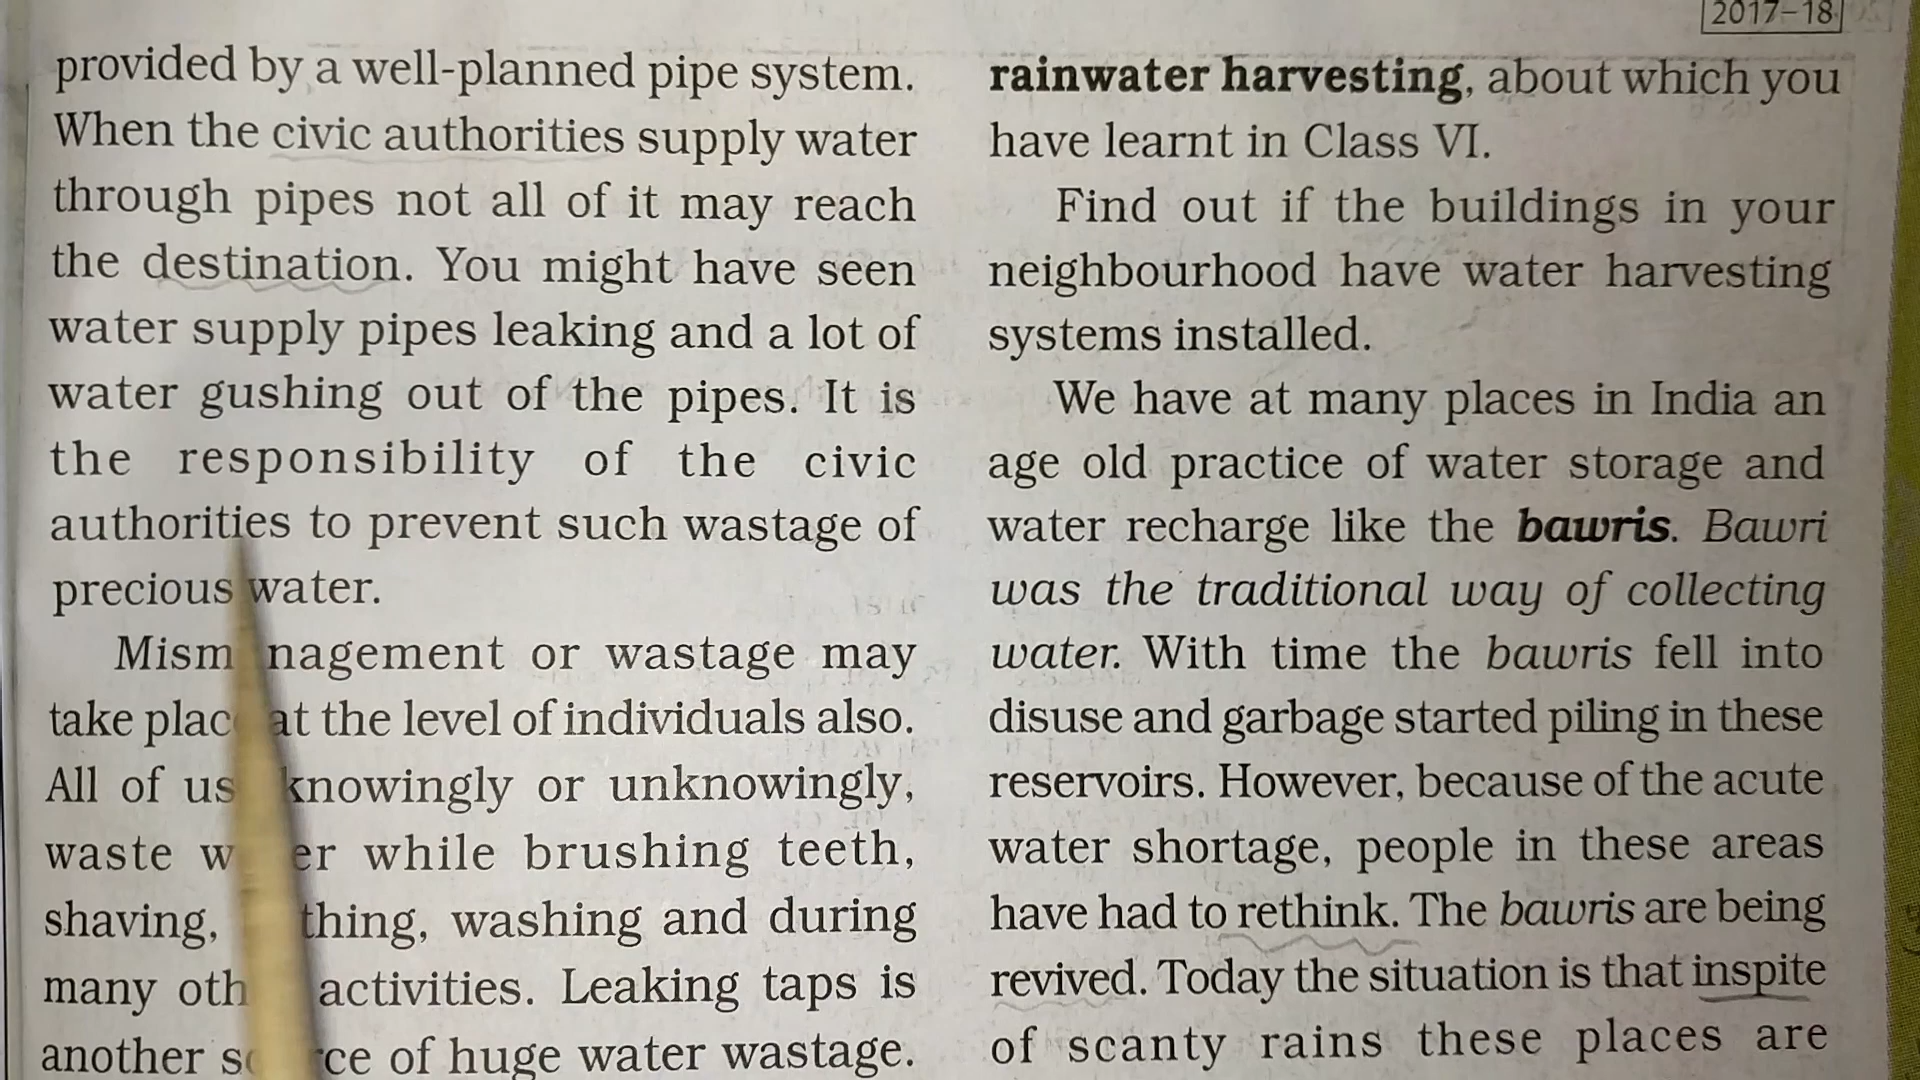 2017–18
provided by a well-planned pipe system.
When the civic authorities supply water
through pipes not all of it may reach
the destination. You might have seen
water supply pipes leaking and a lot of
water gushing out of the pipes. It is
the responsibility of the civic
authorities to prevent such wastage of
precious water.
Mism nagement or wastage may
take plac at the level of individuals also.
All of us knowingly or unknowingly,
waste w er while brushing teeth,
shaving, thing, washing and during
many oth activities. Leaking taps is
another s ce of huge water wastage.
rainwater harvesting, about which you
have learnt in Class VI.
Find out if the buildings in your
neighbourhood have water harvesting
systems installed.
We have at many places in India an
age old practice of water storage and
water recharge like the bawris. Bawri
was the traditional way of collecting
water. With time the bawris fell into
disuse and garbage started piling in these
reservoirs. However, because of the acute
water shortage, people in these areas
have had to rethink. The bawris are being
revived. Today the situation is that inspite
of scanty rains these places are